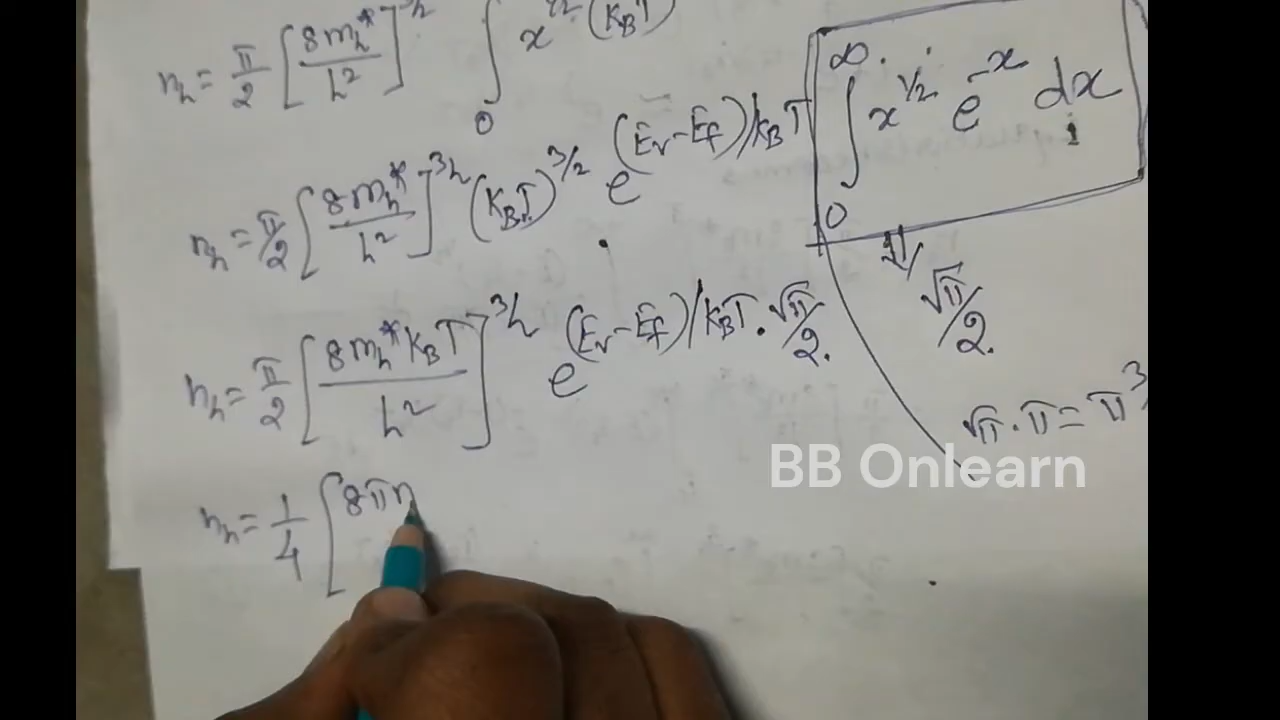 n_h = π/2 [8m_h*/h²]^3/2 ∫_0 x^1/2 (k_BT)
∫_0^∞ x^1/2 e^-x dx
n_h = π/2 [8m_h*/h²]^3/2 (k_BT)^3/2 e^(E_v-E_f)/k_BT
√π/2.
n_h = π/2 [8m_h*k_BT/h²]^3/2 e^(E_v-E_f)/k_BT . √π/2.
√π . π = π^3/
BB Onlearn
n_h = 1/4 [8π